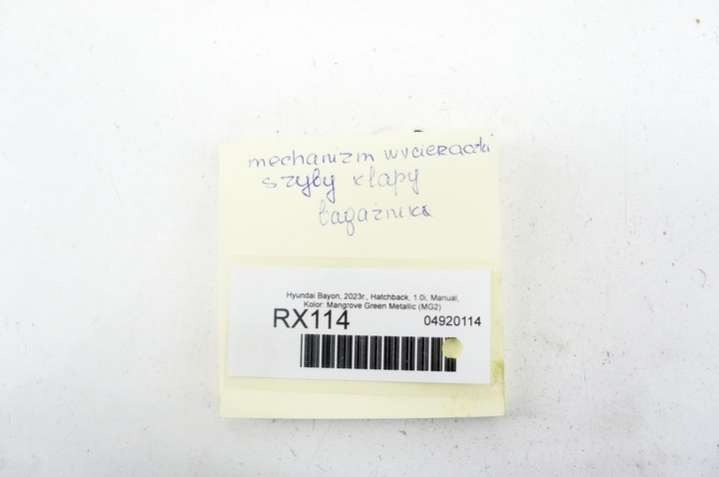 mechanizm wycieraczki
szyby klapy
bagażnika
Hyundai Bayon, 2023r., Hatchback, 1.0i, Manual,
Kolor: Mangrove Green Metallic (MG2)
RX114 04920114